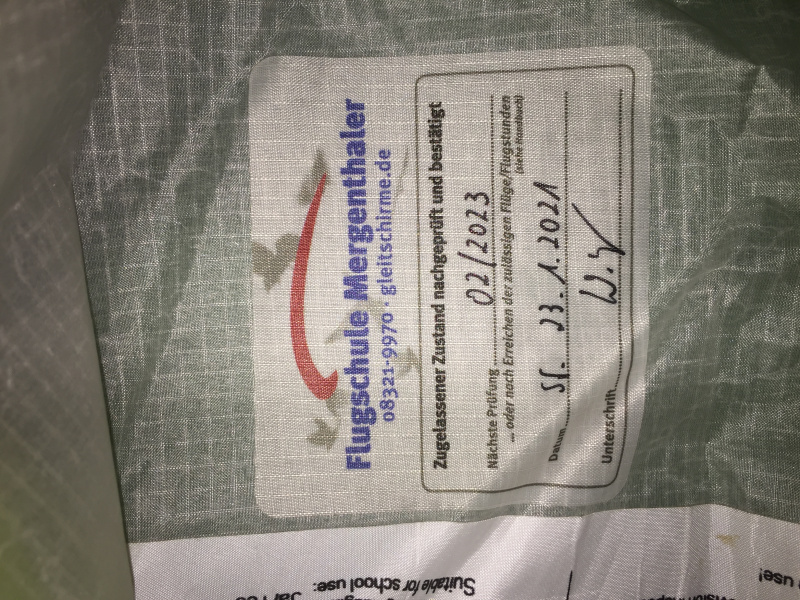 Flugschule Mergenthaler
08321-9970 · gleitschirme.de
Zugelassener Zustand nachgeprüft und bestätigt
Nächste Prüfung 02/2023
... oder nach Erreichen der zulässigen Flüge/Flugstunden
(siehe Handbuch)
Datum 23.1.2021
Unterschrift
Suitable for school use:
use!